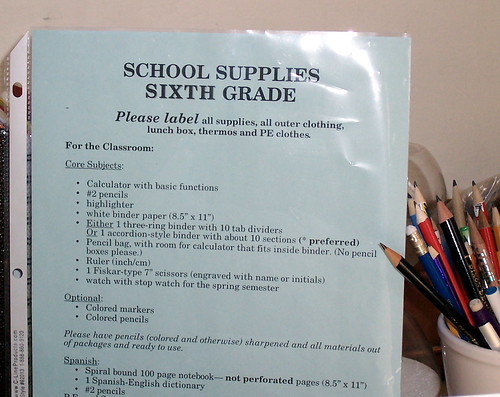 SCHOOL SUPPLIES
SIXTH GRADE
Please label all supplies, all outer clothing,
lunch box, thermos and PE clothes.
For the Classroom:
Core Subjects:
• Calculator with basic functions
• #2 pencils
• highlighter
• white binder paper (8.5" x 11")
• Either 1 three-ring binder with 10 tab dividers
Or 1 accordion-style binder with about 10 sections (* preferred)
• Pencil bag, with room for calculator that fits inside binder. (No pencil
boxes please.)
• Ruler (inch/cm)
• 1 Fiskar-type 7" scissors (engraved with name or initials)
• watch with stop watch for the spring semester
Optional:
• Colored markers
• Colored pencils
Please have pencils (colored and otherwise) sharpened and all materials out
of packages and ready to use.
Spanish:
• Spiral bound 100 page notebook— not perforated pages (8.5" x 11")
• 1 Spanish-English dictionary
• #2 pencils